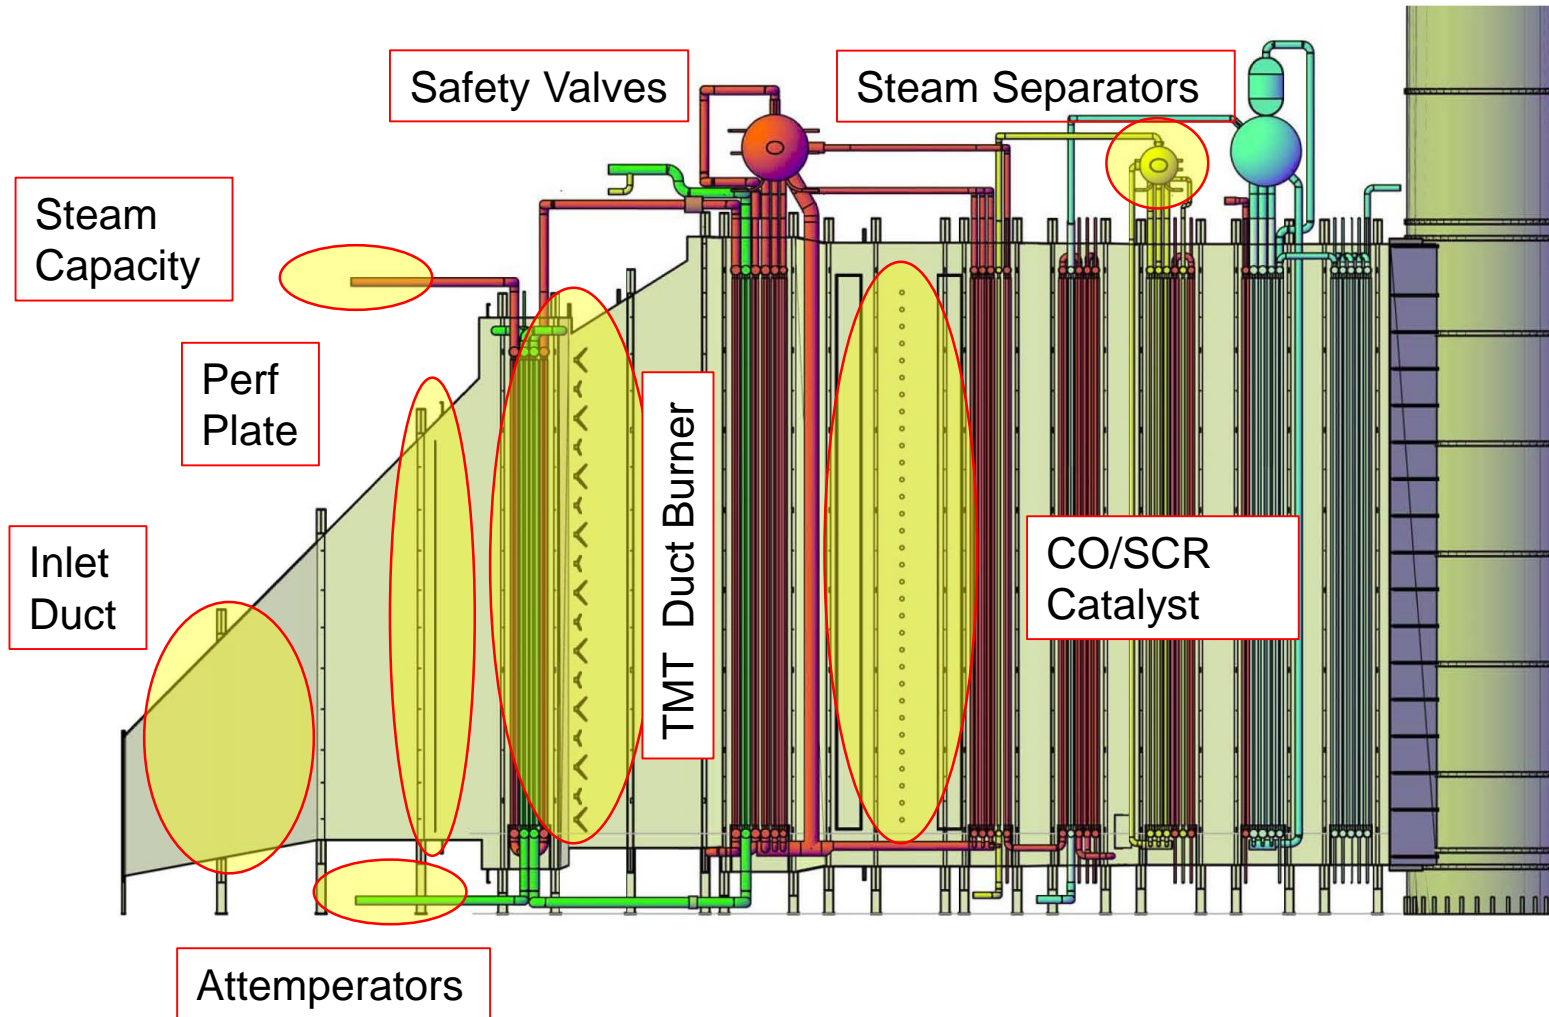 Safety Valves
Steam Separators
Steam
Capacity
Perf
Plate
TMT Duct Burner
Inlet
Duct
CO/SCR
Catalyst
Attemperators